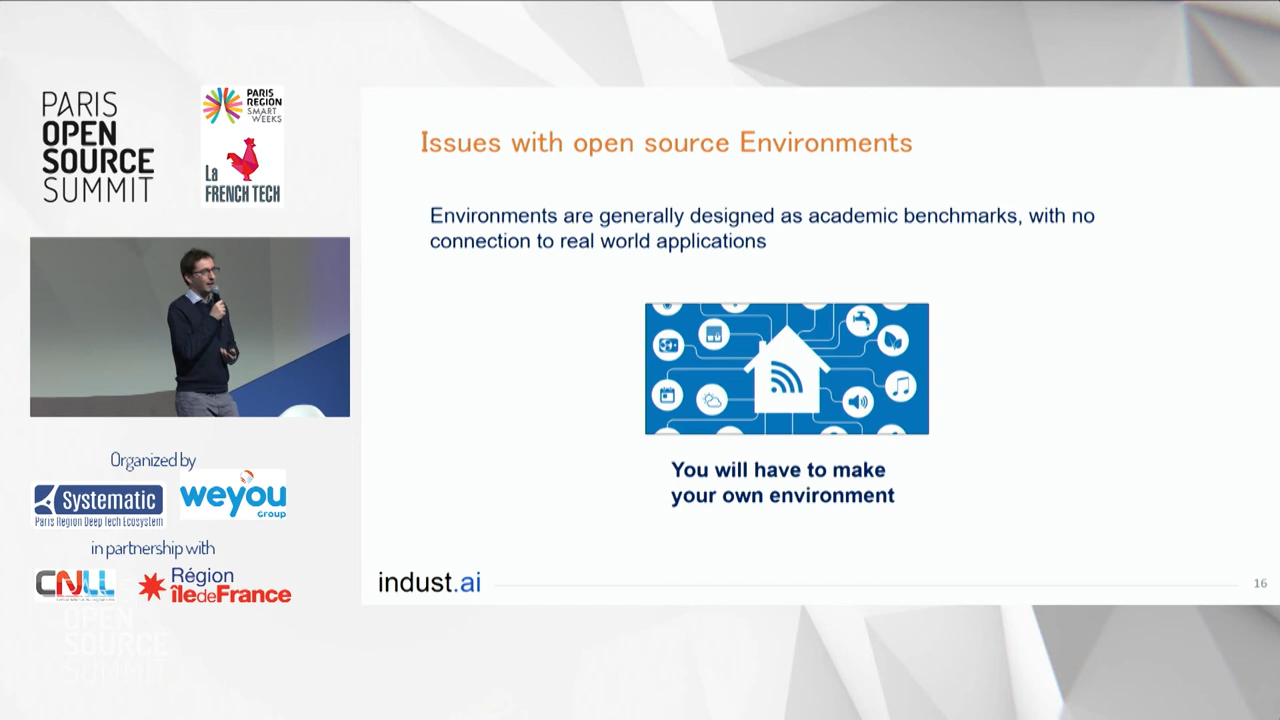 PARIS
OPEN
SOURCE
SUMMIT
PARIS
REGION
SMART
WEEKS
La
FRENCH TECH
Issues with open source Environments
Environments are generally designed as academic benchmarks, with no
connection to real world applications
You will have to make
your own environment
Organized by
Systematic
Paris Region Deep Tech Ecosystem
weyou
Group
in partnership with
CNLL
Région
îledeFrance
OPEN
SOURCE
SUMMIT
indust.ai
16